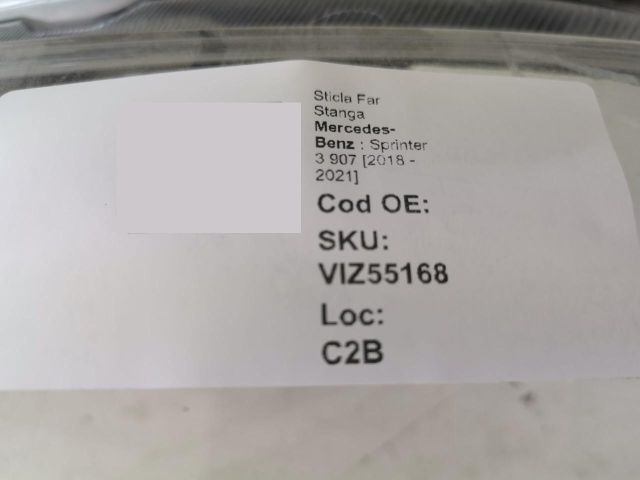 Sticla Far
Stanga
Mercedes-
Benz : Sprinter
3 907 [2018 -
2021]
Cod OE:
SKU:
VIZ55168
Loc:
C2B